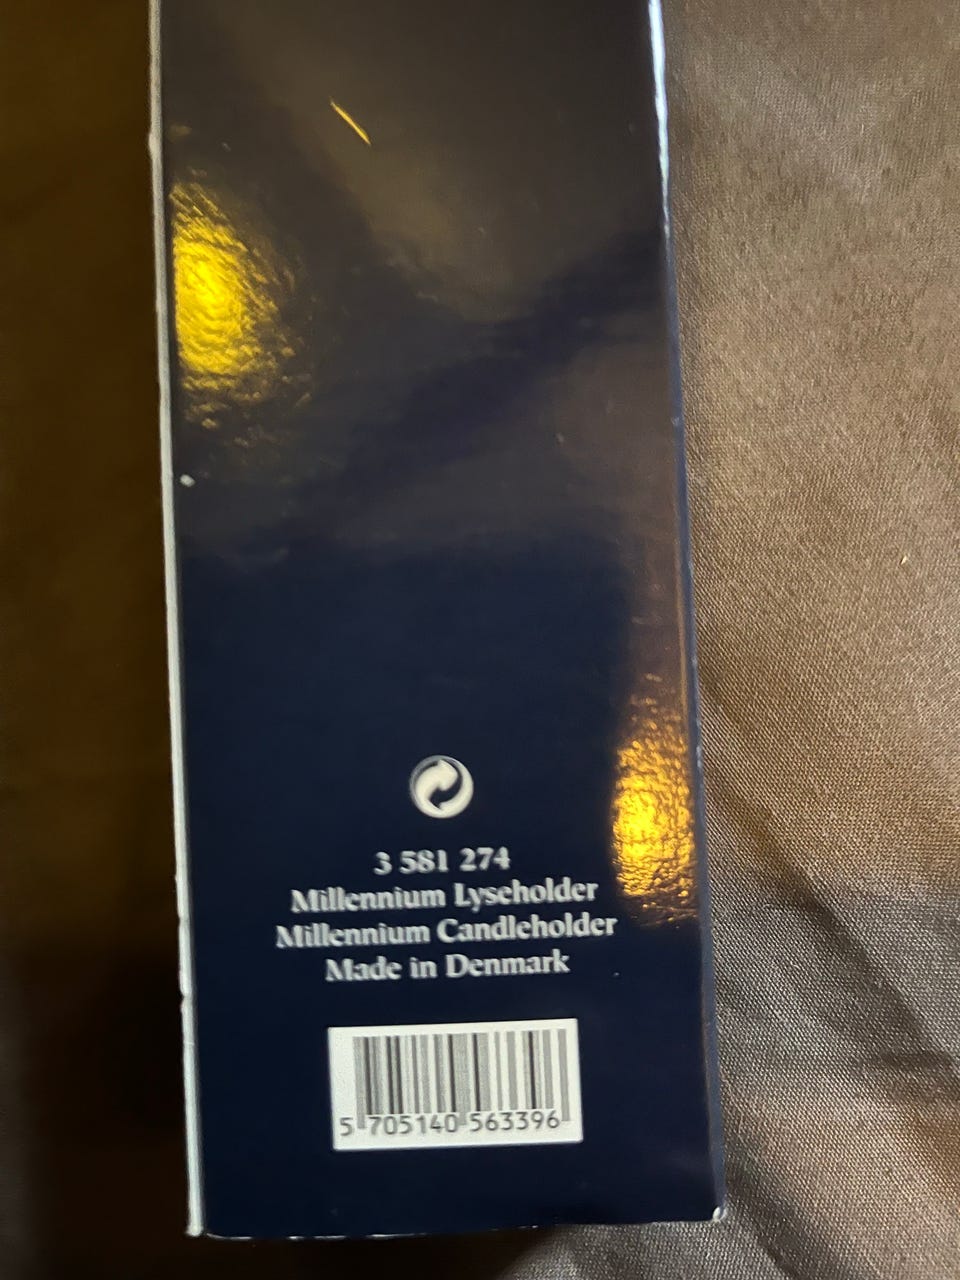 3 581 274
Millennium Lyseholder
Millennium Candleholder
Made in Denmark
5 705140 563396